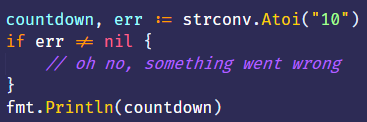 countdown, err := strconv.Atoi("10")
if err != nil {
    // oh no, something went wrong
}
fmt.Println(countdown)